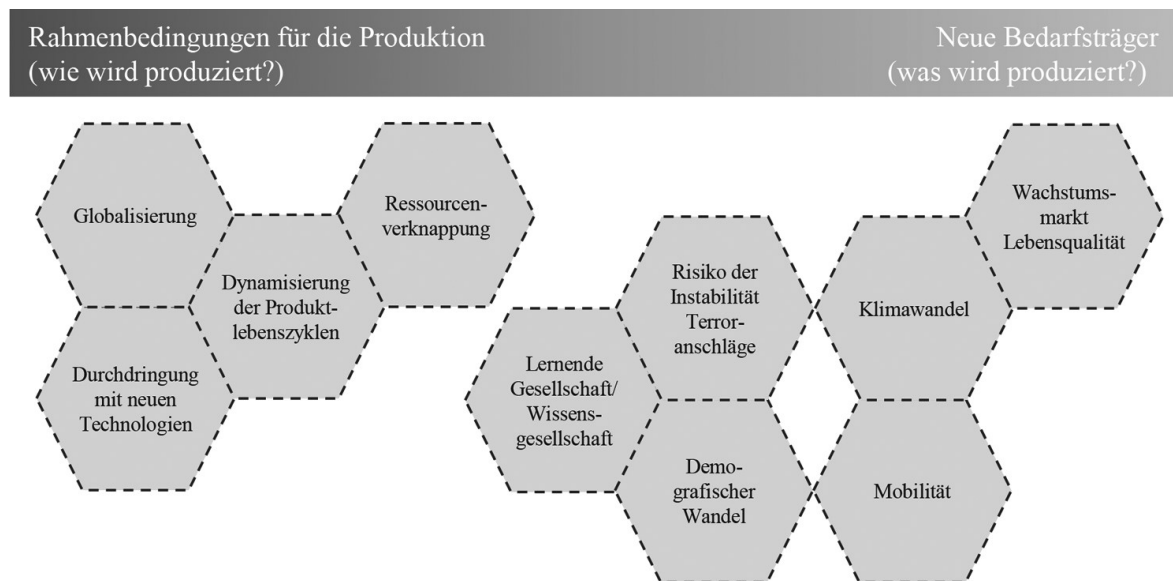 Rahmenbedingungen für die Produktion
(wie wird produziert?)
Neue Bedarfsträger
(was wird produziert?)
Globalisierung
Ressourcen-
verknappung
Dynamisierung
der Produkt-
lebenszyklen
Durchdringung
mit neuen
Technologien
Lernende
Gesellschaft/
Wissens-
gesellschaft
Risiko der
Instabilität
Terror-
anschläge
Demo-
grafischer
Wandel
Klimawandel
Mobilität
Wachstums-
markt
Lebensqualität